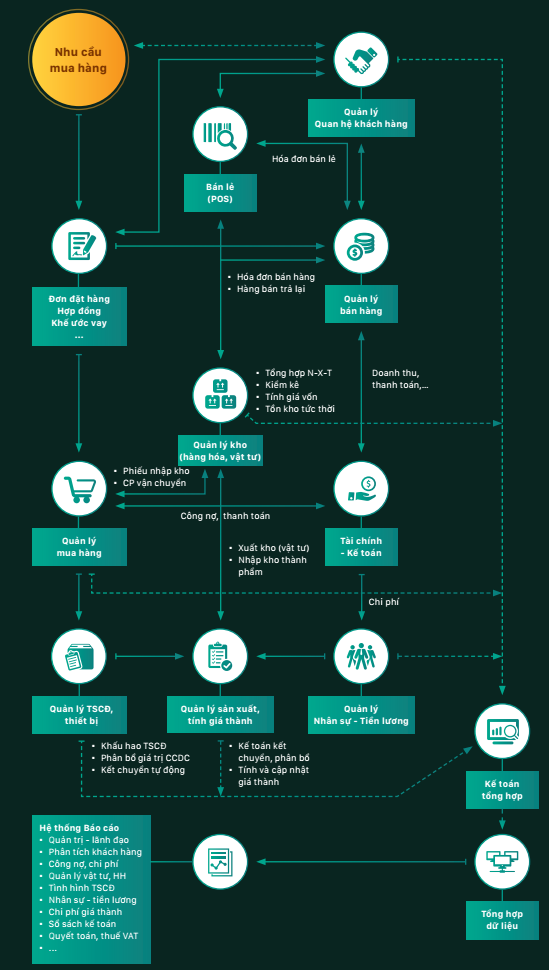 Nhu cầu
mua hàng
Quản lý
Quan hệ khách hàng
Hóa đơn bán lẻ
Bán lẻ
(POS)
Đơn đặt hàng
Hợp đồng
Khế ước vay
...
• Hóa đơn bán hàng
• Hàng bán trả lại
Quản lý
bán hàng
• Tổng hợp N-X-T
• Kiểm kê
• Tính giá vốn
• Tồn kho tức thời
Doanh thu,
thanh toán,...
Quản lý kho
(hàng hóa, vật tư)
• Phiếu nhập kho
• CP vận chuyển
Công nợ, thanh toán
Quản lý
mua hàng
• Xuất kho (vật tư)
• Nhập kho thành
phẩm
Tài chính
- Kế toán
Chi phí
Quản lý TSCĐ,
thiết bị
Quản lý sản xuất,
tính giá thành
Quản lý
Nhân sự - Tiền lương
• Khấu hao TSCĐ
• Phân bổ giá trị CCDC
• Kết chuyển tự động
• Kế toán kết
chuyển, phân bổ
• Tính và cập nhật
giá thành
Kế toán
tổng hợp
Hệ thống Báo cáo
• Quản trị - lãnh đạo
• Phân tích khách hàng
• Công nợ, chi phí
• Quản lý vật tư, HH
• Tình hình TSCĐ
• Nhân sự - tiền lương
• Chi phí giá thành
• Sổ sách kế toán
• Quyết toán, thuế VAT
• ...
Tổng hợp
dữ liệu